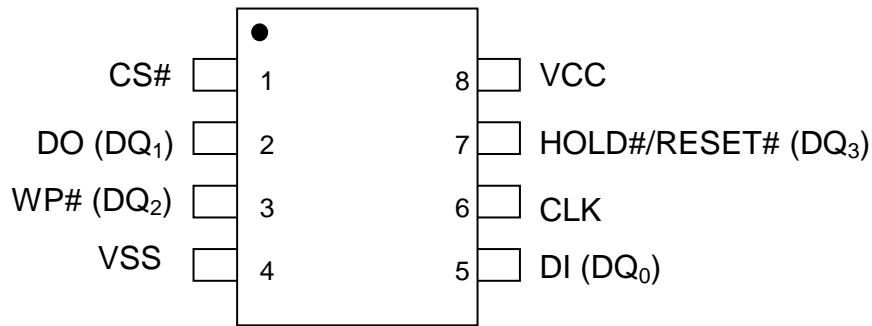 CS# 1 8 VCC
DO (DQ₁) 2 7 HOLD#/RESET# (DQ₃)
WP# (DQ₂) 3 6 CLK
VSS 4 5 DI (DQ₀)